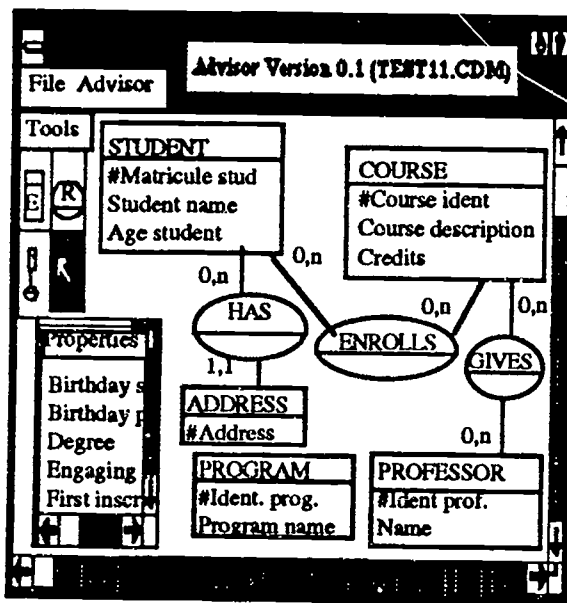 Advisor Version 0.1 (TEST11.CDM)
File Advisor
Tools
E
R
STUDENT
#Matricule stud
Student name
Age student
COURSE
#Course ident
Course description
Credits
0,n
0,n
0,n
0,n
HAS
ENROLLS
GIVES
1,1
0,n
Properties
Birthday s
Birthday p
Degree
Engaging
First inscr
ADDRESS
#Address
PROGRAM
#Ident. prog.
Program name
PROFESSOR
#Ident prof.
Name